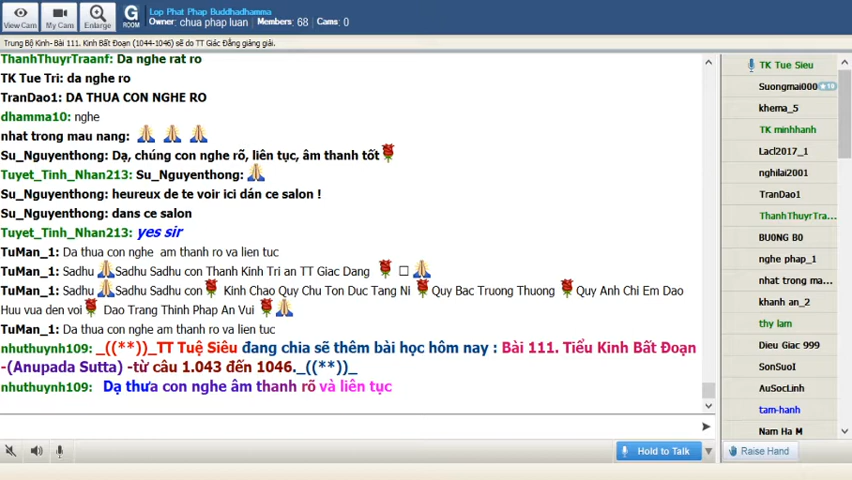 View Cam
My Cam
Enlarge
G
ROOM
Lop Phat Phap Buddhadhamma
Owner: chua phap luan Members: 68 Cams: 0
Trung Bộ Kinh- Bài 111. Kinh Bất Đoạn (1044-1046) sẽ do TT Giác Đẳng giảng giải.
ThanhThuyrTraanf: Da nghe rat ro
TK Tue Tri: da nghe ro
TranDao1: DA THUA CON NGHE RO
dhamma10: nghe
nhat trong mau nang:
Su_Nguyenthong: Dạ, chúng con nghe rõ, liên tục, âm thanh tốt
Tuyet_Tinh_Nhan213: Su_Nguyenthong:
Su_Nguyenthong: heureux de te voir ici dán ce salon !
Su_Nguyenthong: dans ce salon
Tuyet_Tinh_Nhan213: yes sir
TuMan_1: Da thua con nghe am thanh ro va lien tuc
TuMan_1: Sadhu Sadhu Sadhu con Thanh Kinh Tri an TT Giac Dang
TuMan_1: Sadhu Sadhu Sadhu con Kinh Chao Quy Chu Ton Duc Tang Ni Quy Bac Truong Thuong Quy Anh Chi Em Dao
Huu vua den voi Dao Trang Thinh Phap An Vui
TuMan_1: Da thua con nghe am thanh ro va lien tuc
nhuthuynh109: _((**))_TT Tuệ Siêu đang chia sẽ thêm bài học hôm nay : Bài 111. Tiểu Kinh Bất Đoạn
-(Anupada Sutta) -từ câu 1.043 đến 1046._((**))_
nhuthuynh109: Dạ thưa con nghe âm thanh rõ và liên tục
Hold to Talk
TK Tue Sieu
Suongmai000 10
khema_5
TK minhhanh
Lacl2017_1
nghilai2001
TranDao1
ThanhThuyrTra...
BU0NG B0
nghe phap_1
nhat trong ma...
khanh an_2
thy lam
Dieu Giac 999
SonSuoI
AuSocLinh
tam-hanh
Nam Ha M
Raise Hand